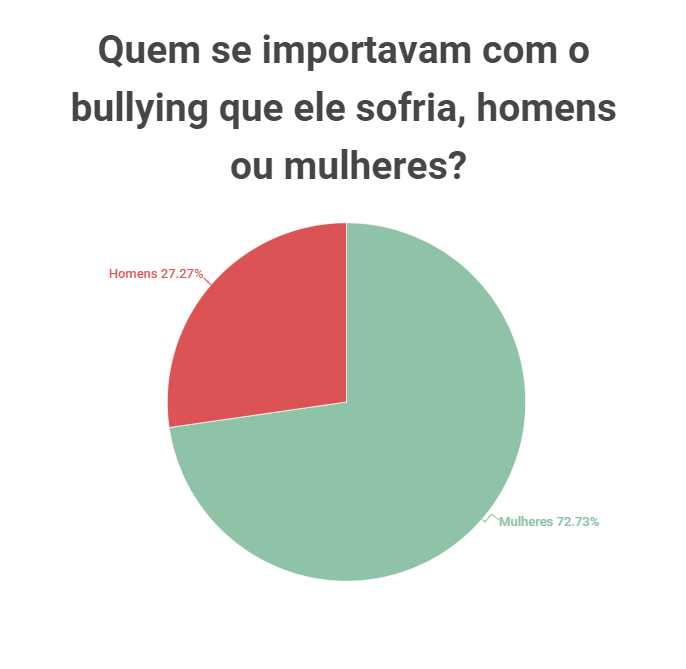 Quem se importavam com o
bullying que ele sofria, homens
ou mulheres?
Homens 27.27%
Mulheres 72.73%